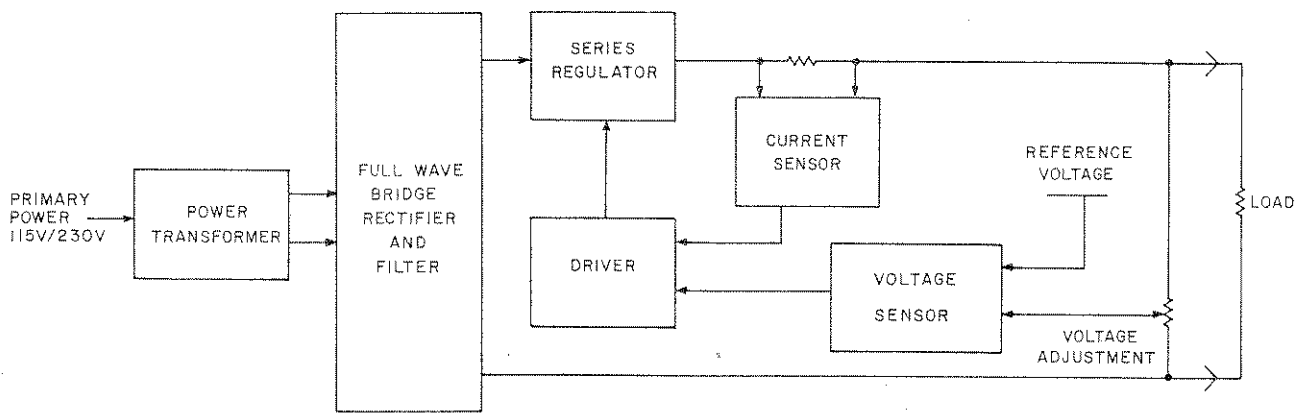 PRIMARY
POWER
115V/230V
POWER
TRANSFORMER
FULL WAVE
BRIDGE
RECTIFIER
AND
FILTER
SERIES
REGULATOR
DRIVER
CURRENT
SENSOR
VOLTAGE
SENSOR
REFERENCE
VOLTAGE
VOLTAGE
ADJUSTMENT
LOAD